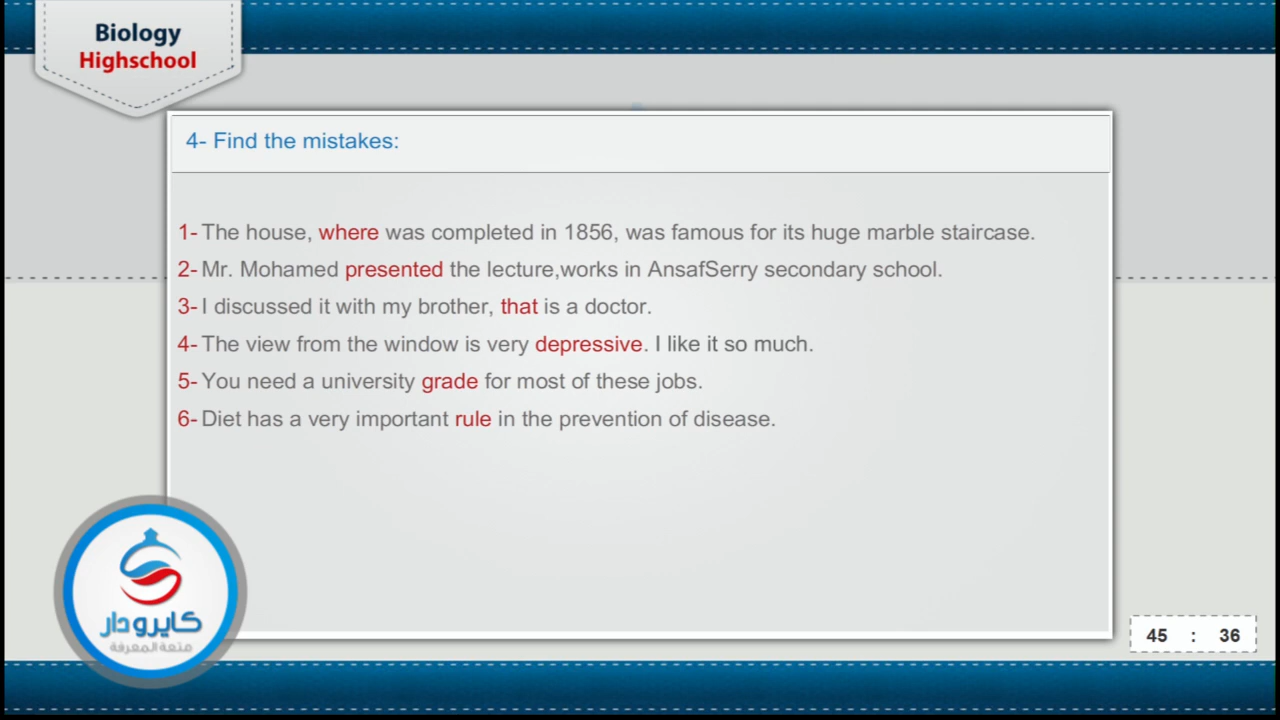 Biology
Highschool
4- Find the mistakes:
1- The house, where was completed in 1856, was famous for its huge marble staircase.
2- Mr. Mohamed presented the lecture,works in AnsafSerry secondary school.
3- I discussed it with my brother, that is a doctor.
4- The view from the window is very depressive. I like it so much.
5- You need a university grade for most of these jobs.
6- Diet has a very important rule in the prevention of disease.
كايرودار
متعة المعرفة
45 : 36